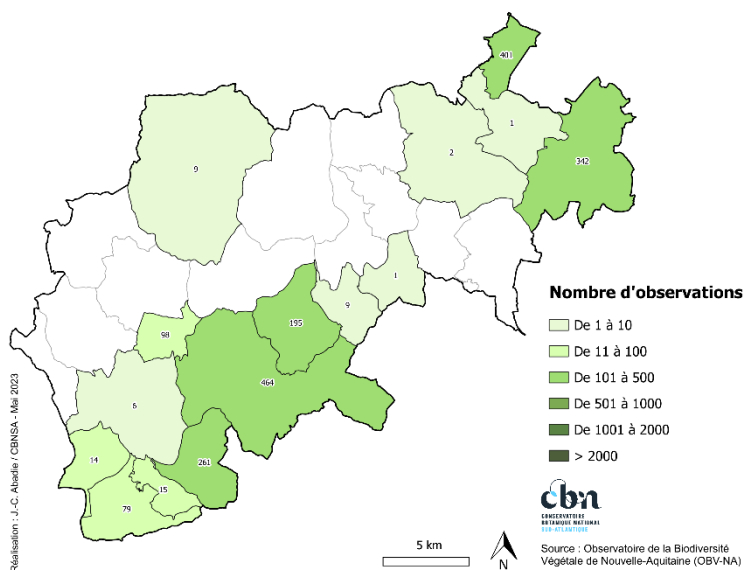 401
1
342
2
9
1
9
195
98
464
6
14
261
15
79
Nombre d'observations
De 1 à 10
De 11 à 100
De 101 à 500
De 501 à 1000
De 1001 à 2000
> 2000
Réalisation : J.-C. Abadie / CBNSA - Mai 2023
5 km
N
cbn
CONSERVATOIRE
BOTANIQUE NATIONAL
SUD-ATLANTIQUE
Source : Observatoire de la Biodiversité
Végétale de Nouvelle-Aquitaine (OBV-NA)